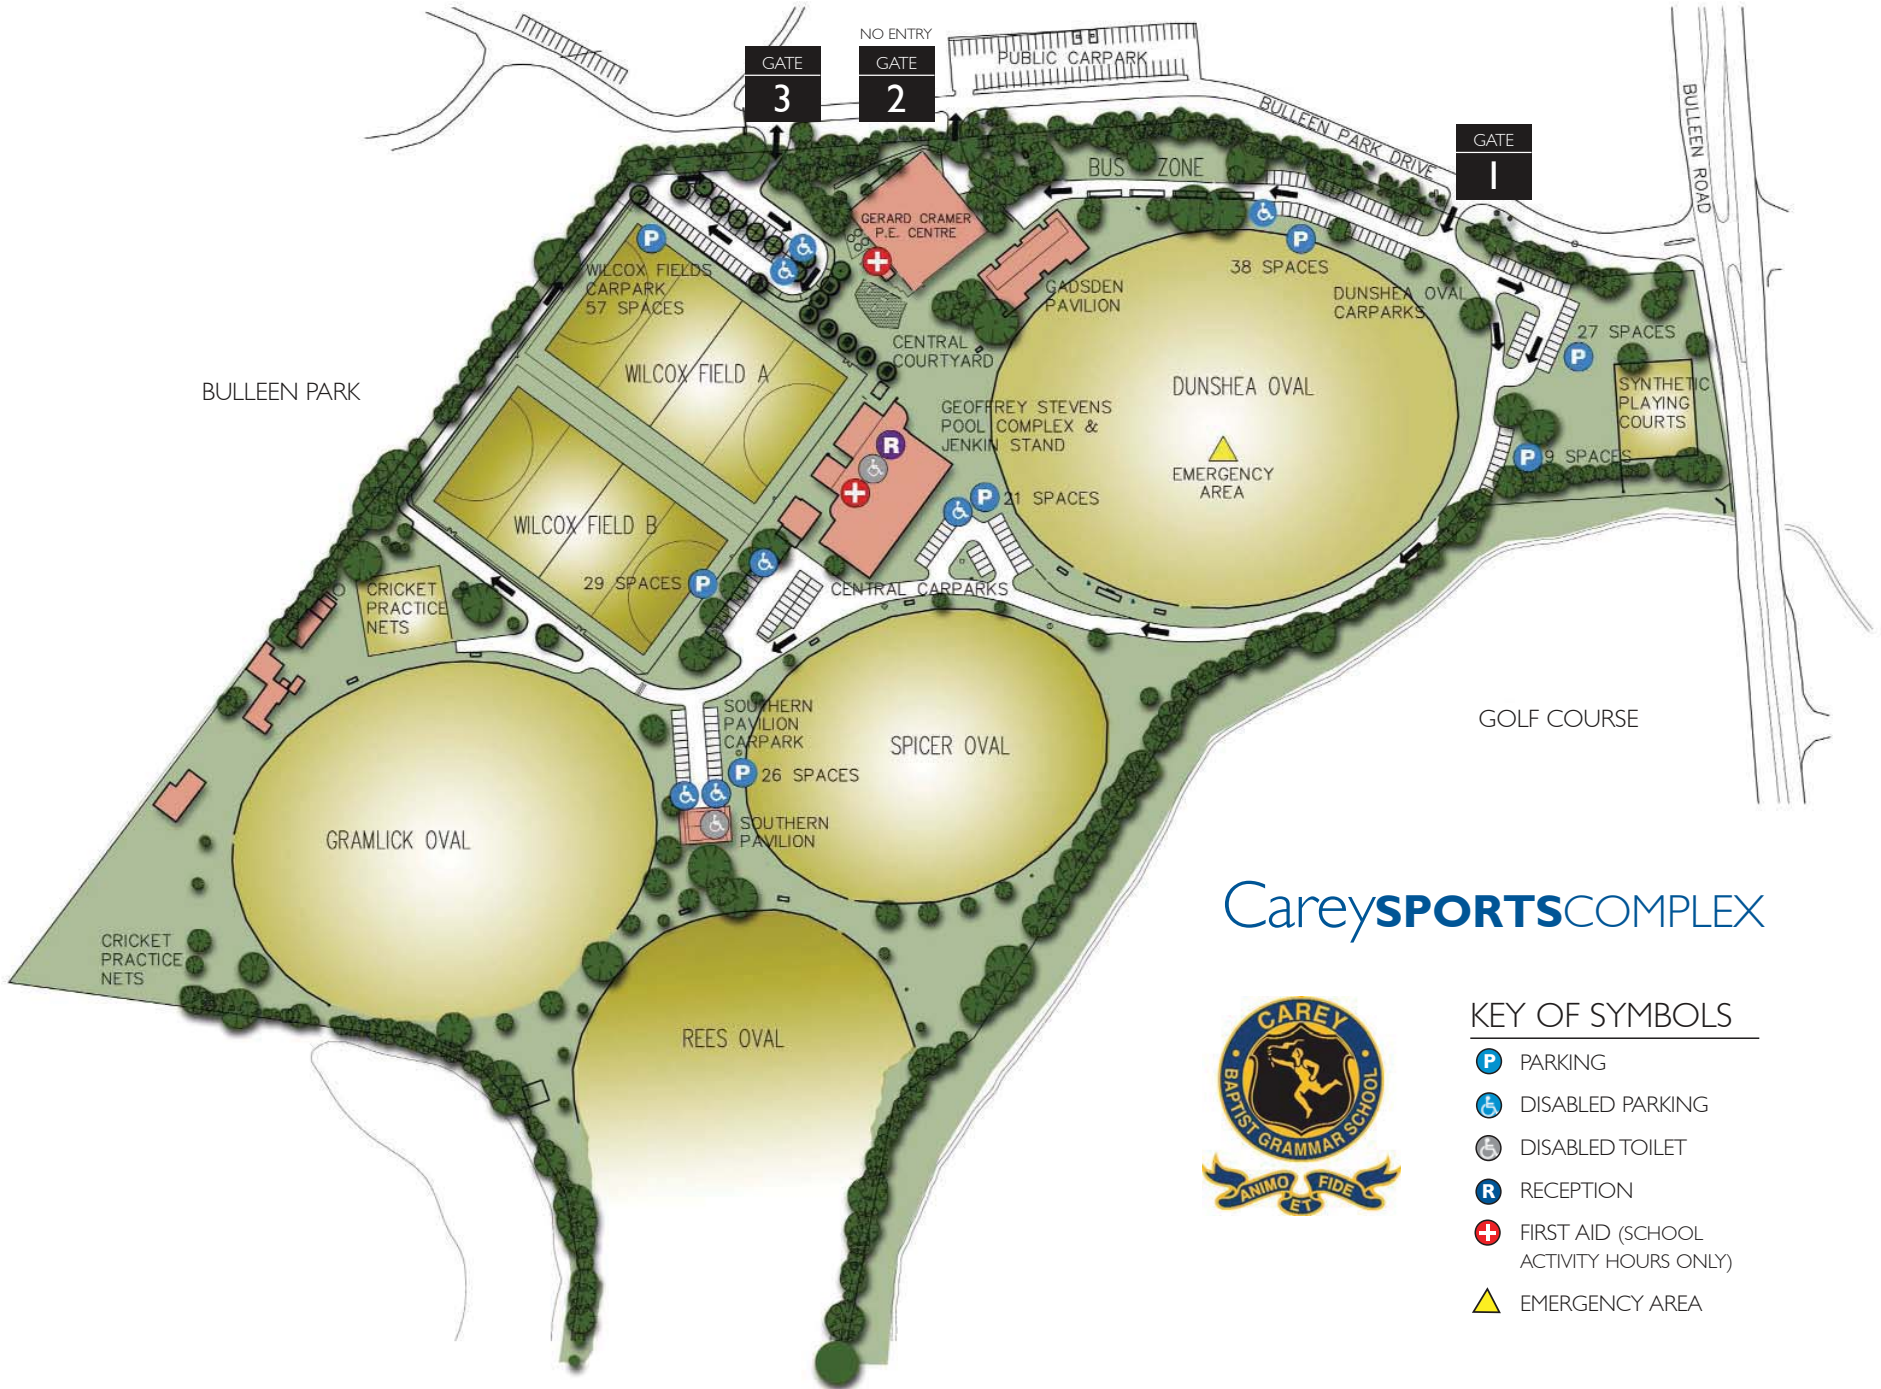 NO ENTRY
GATE
3
GATE
2
GATE
1
PUBLIC CARPARK
BULLEEN PARK DRIVE
BULLEEN ROAD
BUS ZONE
GERARD CRAMER
P.E. CENTRE
GADSDEN
PAVILION
P
38 SPACES
DUNSHEA OVAL
CARPARKS
27 SPACES
P
SYNTHETIC
PLAYING
COURTS
P
9 SPACES
P
WILCOX FIELDS
CARPARK
57 SPACES
CENTRAL
COURTYARD
WILCOX FIELD A
BULLEEN PARK
DUNSHEA OVAL
EMERGENCY
AREA
GEOFFREY STEVENS
POOL COMPLEX &
JENKIN STAND
R
P
21 SPACES
WILCOX FIELD B
29 SPACES
P
CENTRAL CARPARKS
CRICKET
PRACTICE
NETS
SOUTHERN
PAVILION
CARPARK
P
26 SPACES
SOUTHERN
PAVILION
SPICER OVAL
GOLF COURSE
GRAMLICK OVAL
CRICKET
PRACTICE
NETS
REES OVAL
CareySPORTSCOMPLEX
CAREY
BAPTIST GRAMMAR SCHOOL
ANIMO ET FIDE
KEY OF SYMBOLS
P PARKING
DISABLED PARKING
DISABLED TOILET
R RECEPTION
FIRST AID (SCHOOL
ACTIVITY HOURS ONLY)
EMERGENCY AREA